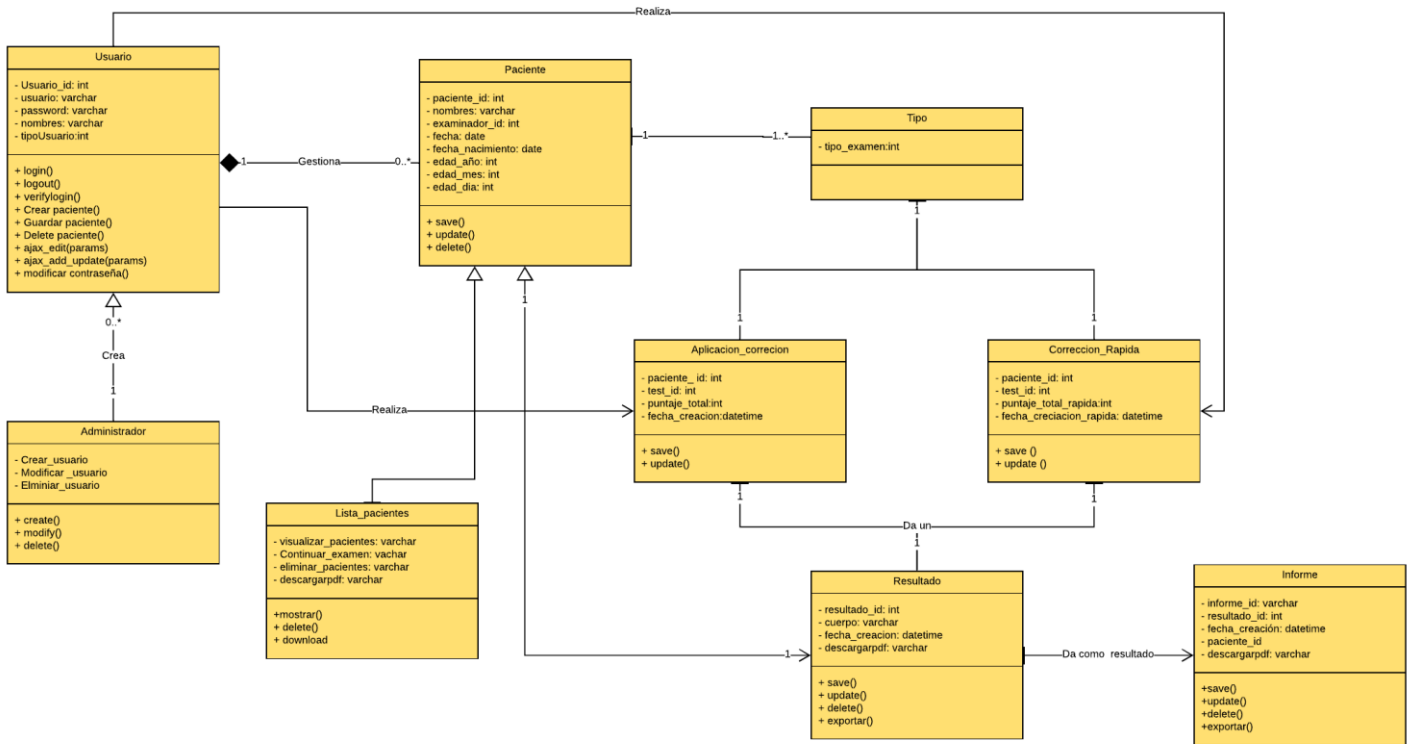 Realiza
Usuario
- Usuario_id: int
- usuario: varchar
- password: varchar
- nombres: varchar
- tipoUsuario:int
+ login()
+ logout()
+ verifylogin()
+ Crear paciente()
+ Guardar paciente()
+ Delete paciente()
+ ajax_edit(params)
+ ajax_add_update(params)
+ modificar contraseña()
1
Gestiona
0..*
Paciente
- paciente_id: int
- nombres: varchar
- examinador_id: int
- fecha: date
- fecha_nacimiento: date
- edad_año: int
- edad_mes: int
- edad_dia: int
+ save()
+ update()
+ delete()
1
1..*
Tipo
- tipo_examen:int
1
1
1
0..*
Crea
1
1
Realiza
Administrador
- Crear_usuario
- Modificar _usuario
- Elminiar_usuario
+ create()
+ modify()
+ delete()
Aplicacion_correcion
- paciente_ id: int
- test_id: int
- puntaje_total:int
- fecha_creacion:datetime
+ save()
+ update()
Correccion_Rapida
- paciente_id: int
- test_id: int
- puntaje_total_rapida:int
- fecha_creciacion_rapida: datetime
+ save ()
+ update ()
1
1
Da un
1
Lista_pacientes
- visualizar_pacientes: varchar
- Continuar_examen: vachar
- eliminar_pacientes: varchar
- descargarpdf: varchar
+mostrar()
+ delete()
+ download
1
Resultado
- resultado_id: int
- cuerpo: varchar
- fecha_creacion: datetime
- descargarpdf: varchar
+ save()
+ update()
+ delete()
+ exportar()
Da como resultado
Informe
- informe_id: varchar
- resultado_id: int
- fecha_creación: datetime
- paciente_id
- descargarpdf: varchar
+save()
+update()
+delete()
+exportar()